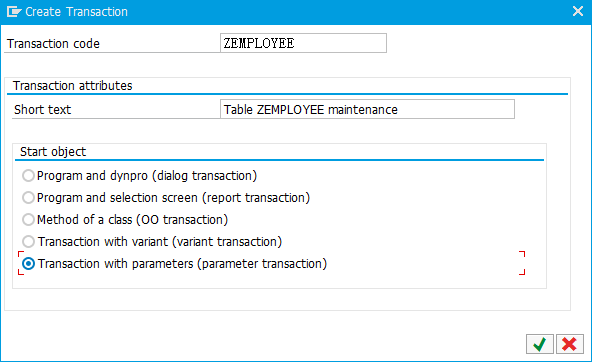 Create Transaction
Transaction code ZEMPLOYEE
Transaction attributes
Short text Table ZEMPLOYEE maintenance
Start object
Program and dynpro (dialog transaction)
Program and selection screen (report transaction)
Method of a class (OO transaction)
Transaction with variant (variant transaction)
Transaction with parameters (parameter transaction)